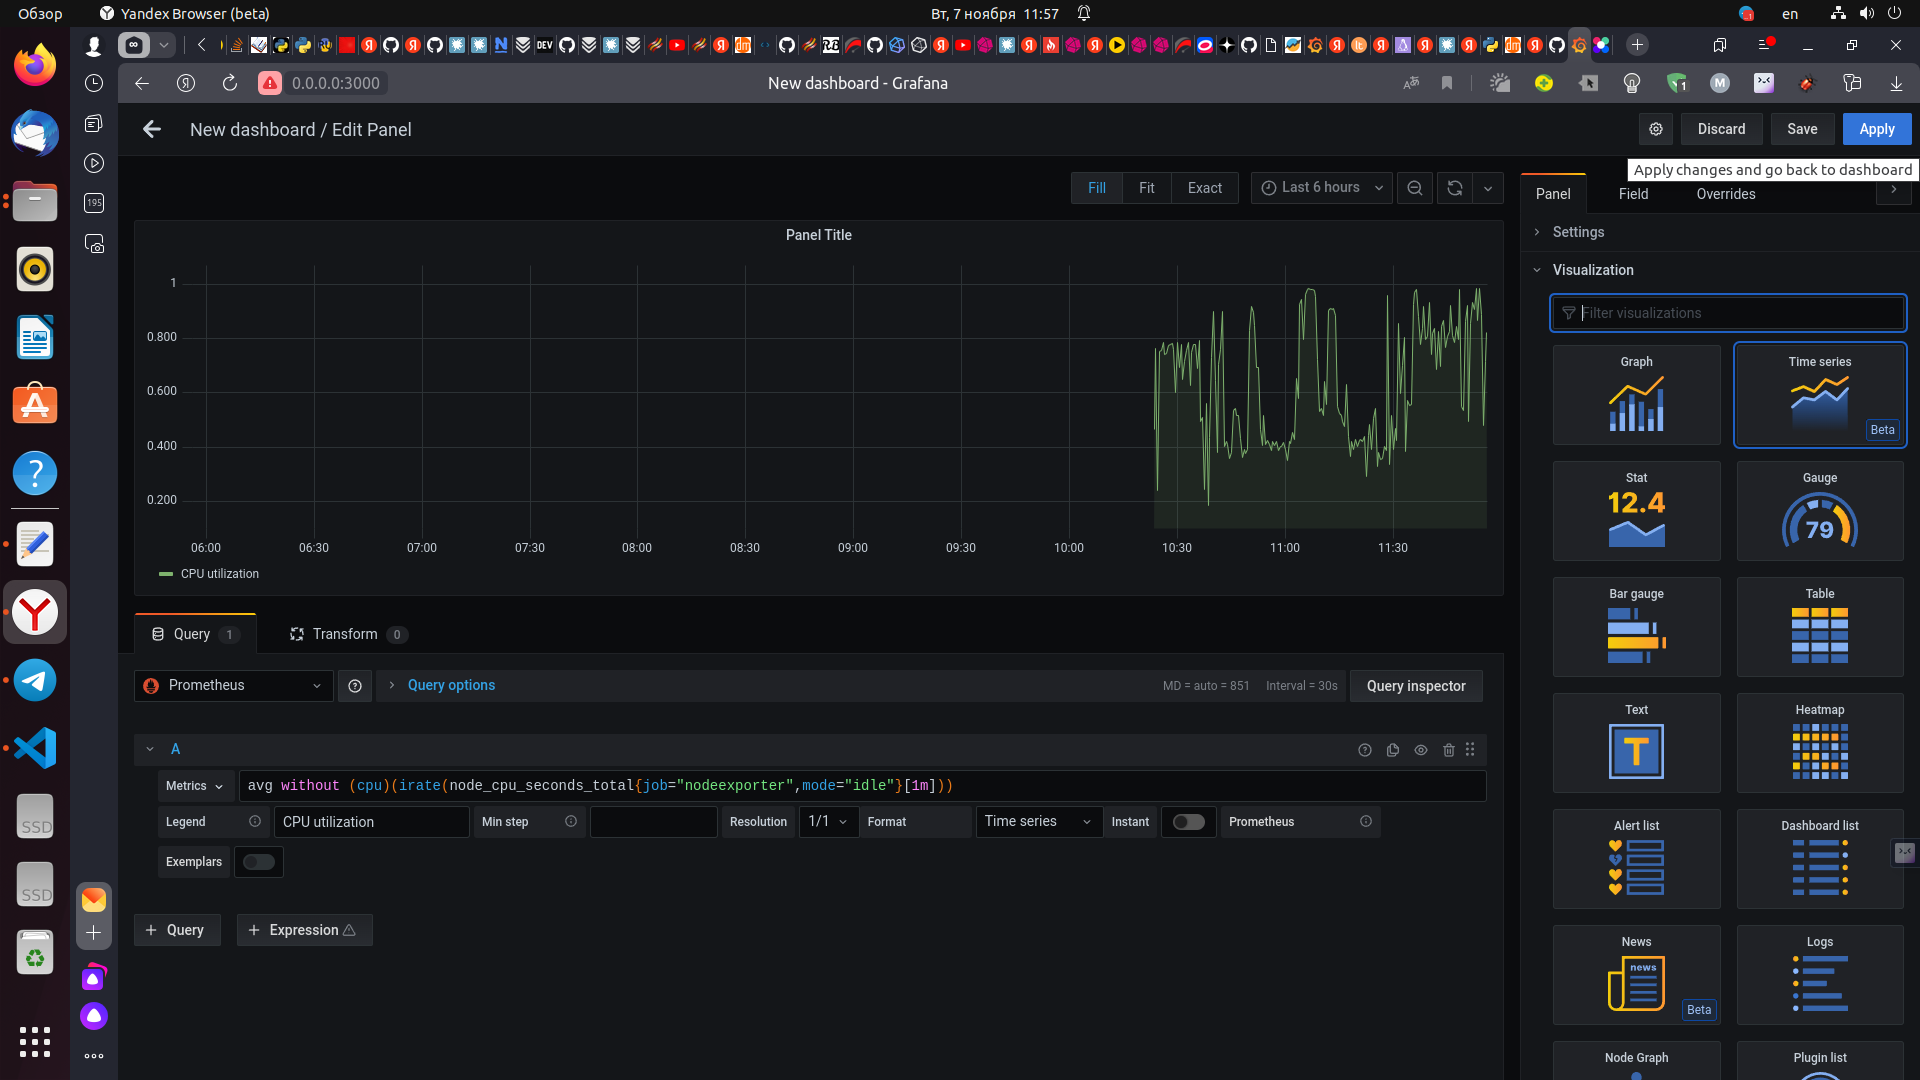 Обзор
Yandex Browser (beta)
Вт, 7 ноября 11:57
en
0.0.0.0:3000
New dashboard - Grafana
1
M
195
New dashboard / Edit Panel
Discard
Save
Apply
Apply changes and go back to dashboard
Fill
Fit
Exact
Last 6 hours
Panel
Field
Overrides
Settings
Visualization
Filter visualizations
Panel Title
1
0.800
0.600
0.400
0.200
06:00
06:30
07:00
07:30
08:00
08:30
09:00
09:30
10:00
10:30
11:00
11:30
CPU utilization
Graph
Time series
Beta
Stat
12.4
Gauge
79
Bar gauge
Table
Text
T
Heatmap
Alert list
Dashboard list
News
news
Beta
Logs
Node Graph
Plugin list
Query 1
Transform 0
Prometheus
Query options
MD = auto = 851
Interval = 30s
Query inspector
A
Metrics
avg without (cpu)(irate(node_cpu_seconds_total{job="nodeexporter",mode="idle"}[1m]))
Legend
CPU utilization
Min step
Resolution
1/1
Format
Time series
Instant
Prometheus
Exemplars
+ Query
+ Expression
SSD
SSD